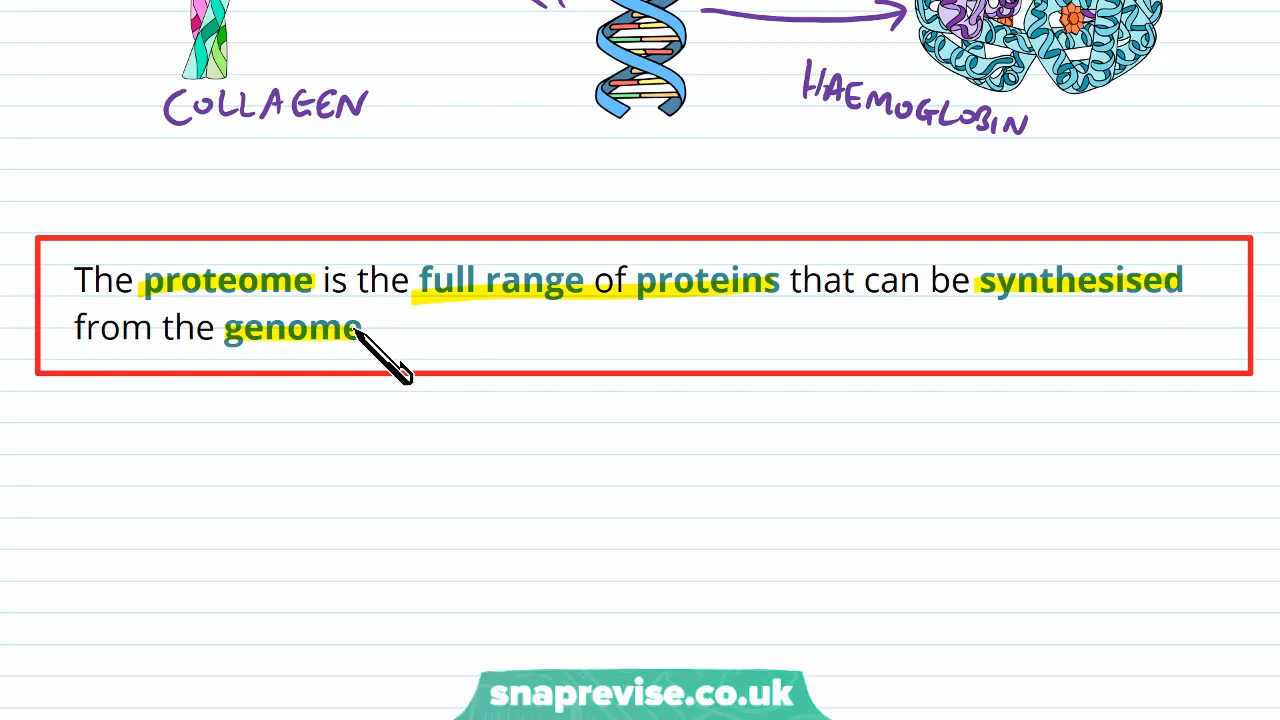 COLLAGEN
HAEMOGLOBIN
The proteome is the full range of proteins that can be synthesised
from the genome
snaprevise.co.uk